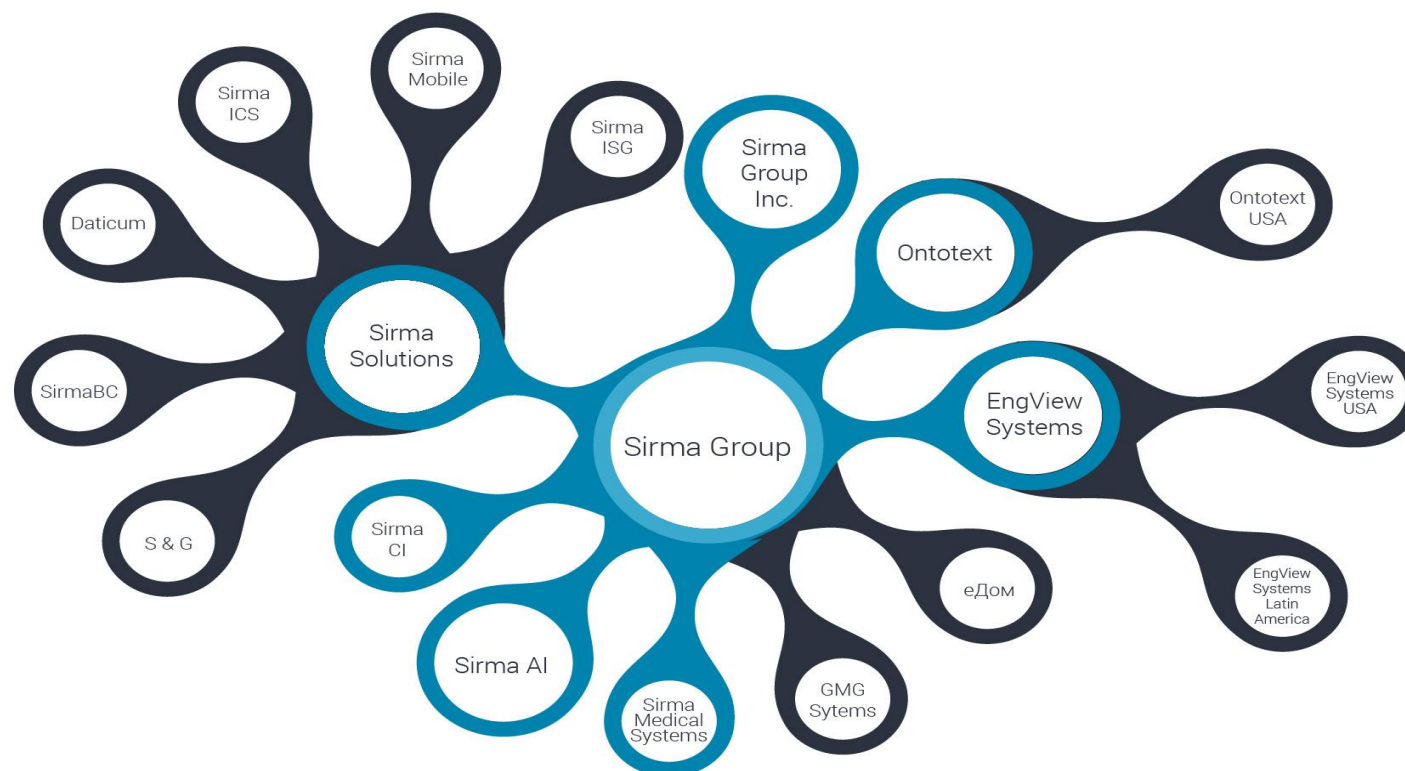 Sirma
Mobile
Sirma
ICS
Sirma
ISG
Sirma
Group
Inc.
Ontotext
USA
Daticum
Ontotext
Sirma
Solutions
SirmaBC
EngView
Systems
USA
EngView
Systems
Sirma Group
Sirma
CI
S & G
еДом
EngView
Systems
Latin
America
Sirma AI
GMG
Sytems
Sirma
Medical
Systems